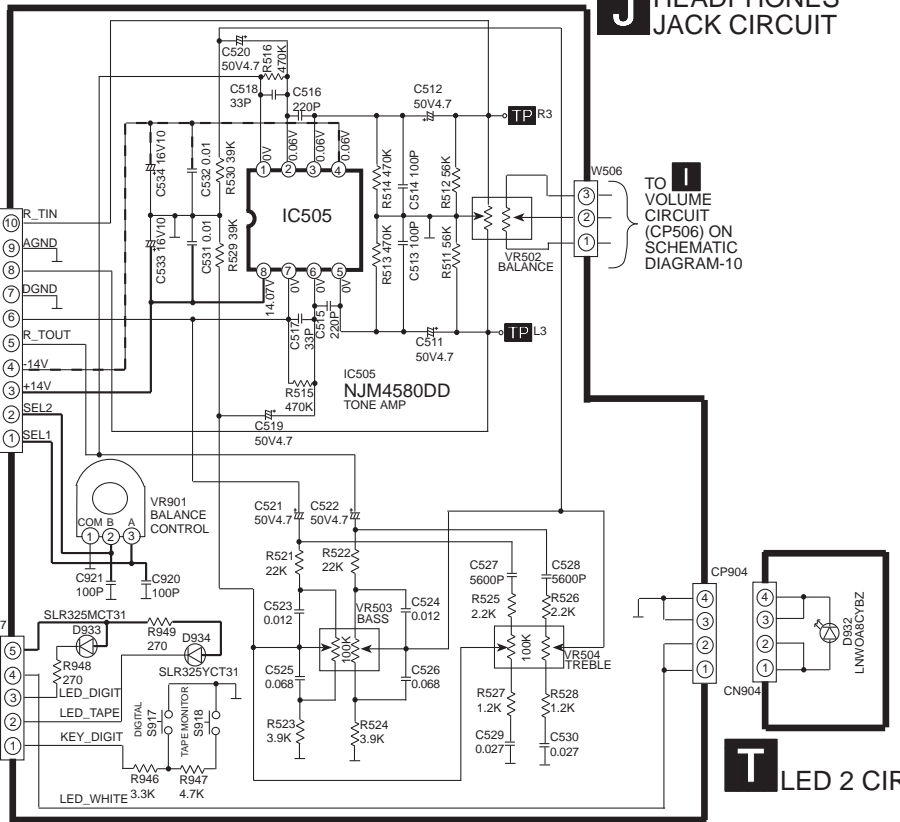 J
HEADPHONES
JACK CIRCUIT
C520
50V4.7
R516
470K
C518
33P
C516
220P
C512
50V4.7
TP R3
0V
0.06V
0.06V
0.06V
1
2
3
4
IC505
8
7
6
5
14.07V
0V
0V
0V
C534 16V10
C532 0.01
R530 39K
C533 16V10
C531 0.01
R529 39K
R514 470K
C514 100P
R512 56K
R513 470K
C513 100P
R511 56K
VR502
BALANCE
W506
3
2
1
TO I
VOLUME
CIRCUIT
(CP506) ON
SCHEMATIC
DIAGRAM-10
10 R_TIN
9 AGND
8
7 DGND
6
5 R_TOUT
4 -14V
3 +14V
2 SEL2
1 SEL1
C517
33P
C515
220P
C511
50V4.7
TP L3
R515
470K
C519
50V4.7
IC505
NJM4580DD
TONE AMP
VR901
BALANCE
CONTROL
COM B A
1 2 3
C921
100P
C920
100P
C521
50V4.7
C522
50V4.7
R521
22K
R522
22K
C523
0.012
VR503
BASS
100K
C524
0.012
C525
0.068
C526
0.068
R523
3.9K
R524
3.9K
C527
5600P
C528
5600P
R525
2.2K
R526
2.2K
100K
VR504
TREBLE
R527
1.2K
R528
1.2K
C529
0.027
C530
0.027
7
5
4
3
2
1
SLR325MCT31
D933
R949
270
D934
SLR325YCT31
R948
270
LED_DIGIT
LED_TAPE
KEY_DIGIT
LED_WHITE
DIGITAL
S917
TAPE MONITOR
S918
R946
3.3K
R947
4.7K
CP904
4
3
2
1
4
3
2
1
CN904
D932
LNWOA8CYBZ
T
LED 2 CIR